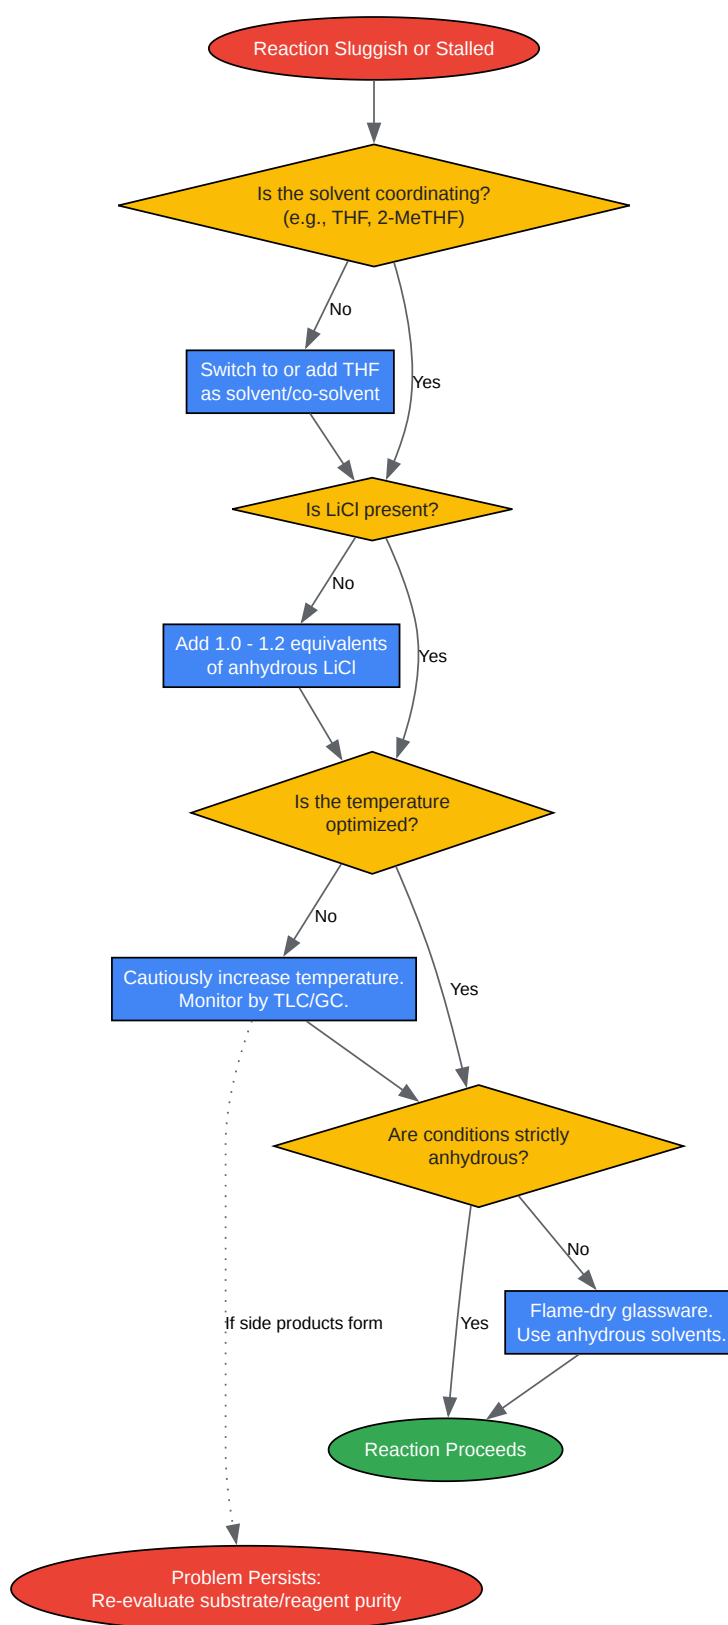 Reaction Sluggish or Stalled
Is the solvent coordinating?
(e.g., THF, 2-MeTHF)
No
Switch to or add THF
as solvent/co-solvent
Yes
Is LiCl present?
No
Add 1.0 - 1.2 equivalents
of anhydrous LiCl
Yes
Is the temperature
optimized?
No
Cautiously increase temperature.
Monitor by TLC/GC.
Yes
Are conditions strictly
anhydrous?
No
Flame-dry glassware.
Use anhydrous solvents.
If side products form
Yes
Reaction Proceeds
Problem Persists:
Re-evaluate substrate/reagent purity